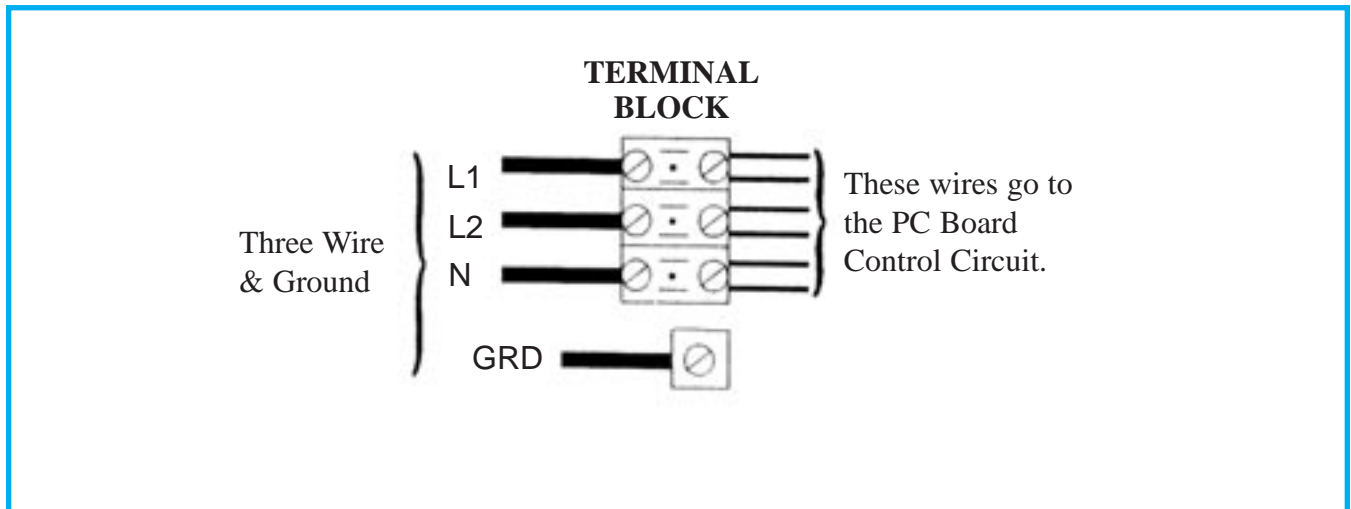 TERMINAL
BLOCK
Three Wire
& Ground
L1
L2
N
GRD
These wires go to
the PC Board
Control Circuit.